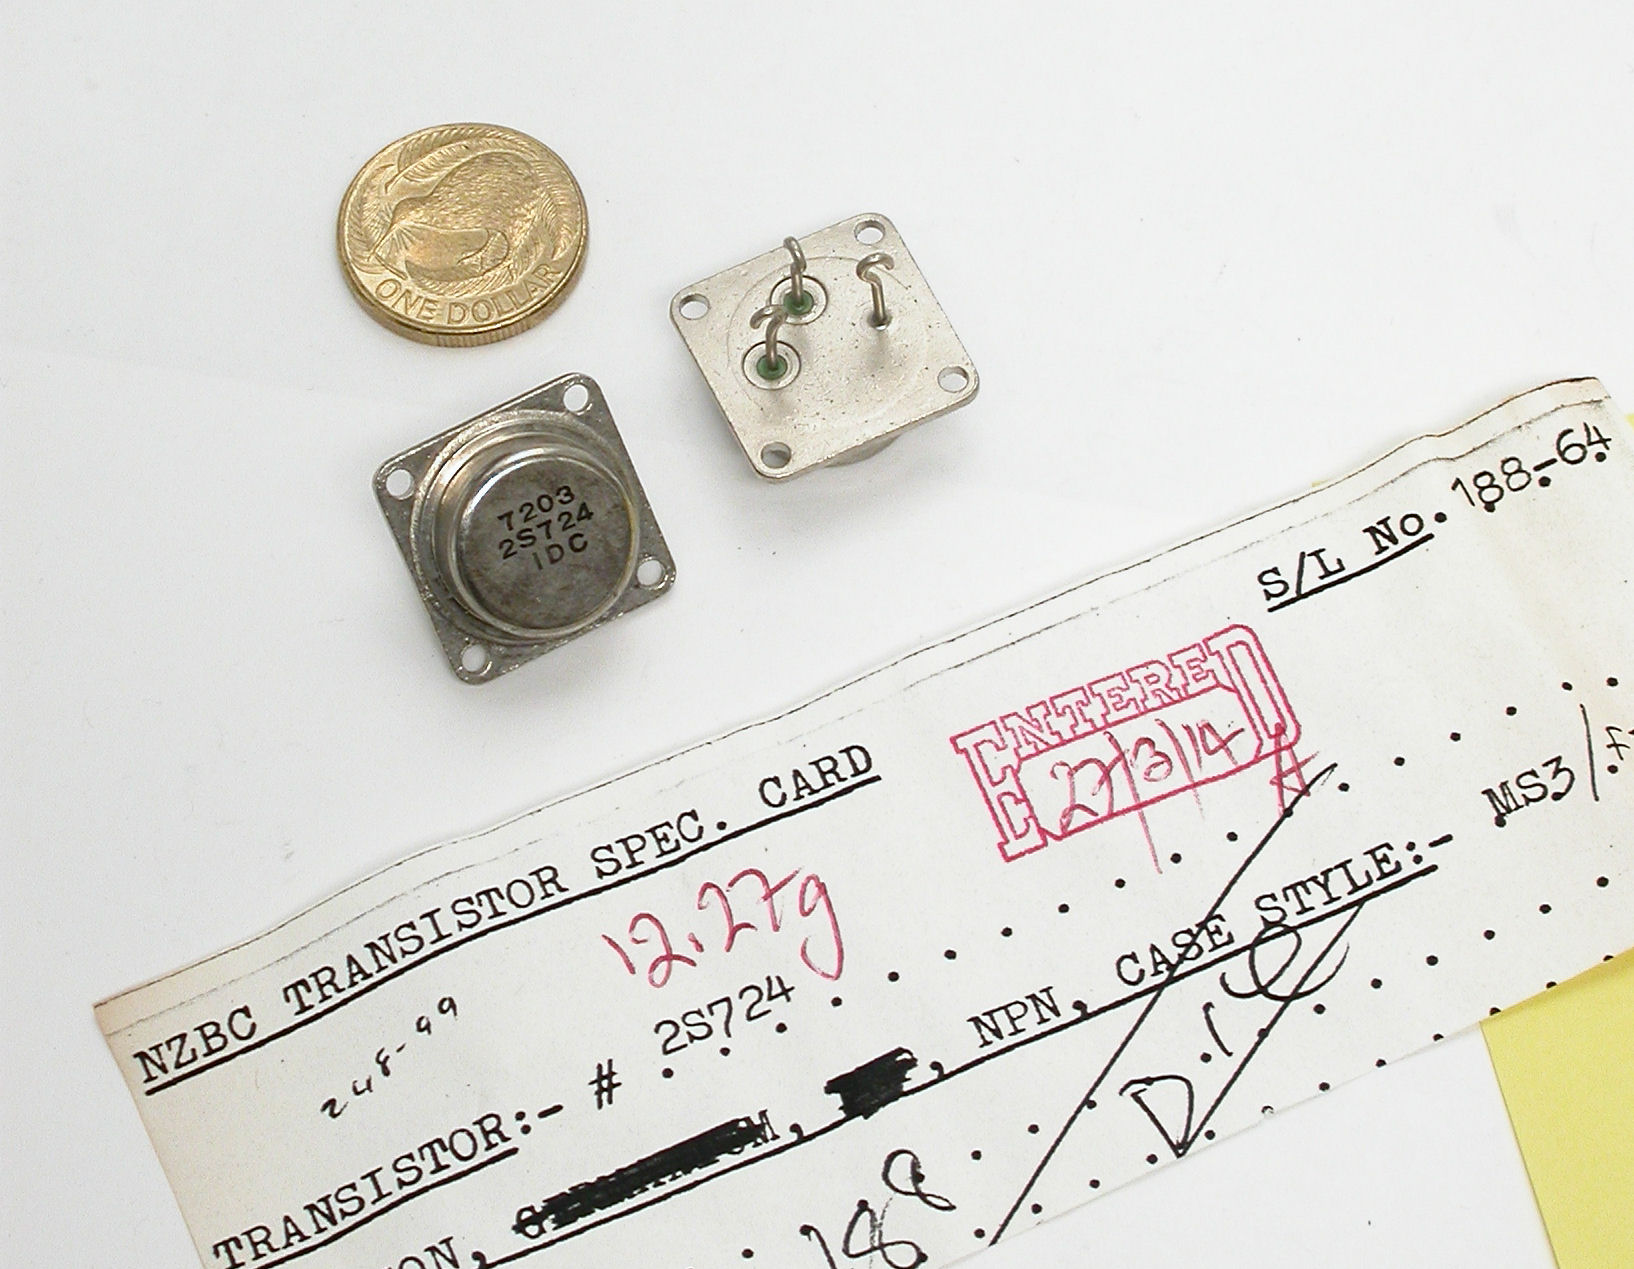 ONE DOLLAR
7203
2S724
IDC
S/L No. 188-64
ENTERED
27/3/14
NZBC TRANSISTOR SPEC. CARD
12.27g
248-99
TRANSISTOR:- # 2S724
ON, NPN, CASE STYLE:- MS3/
188